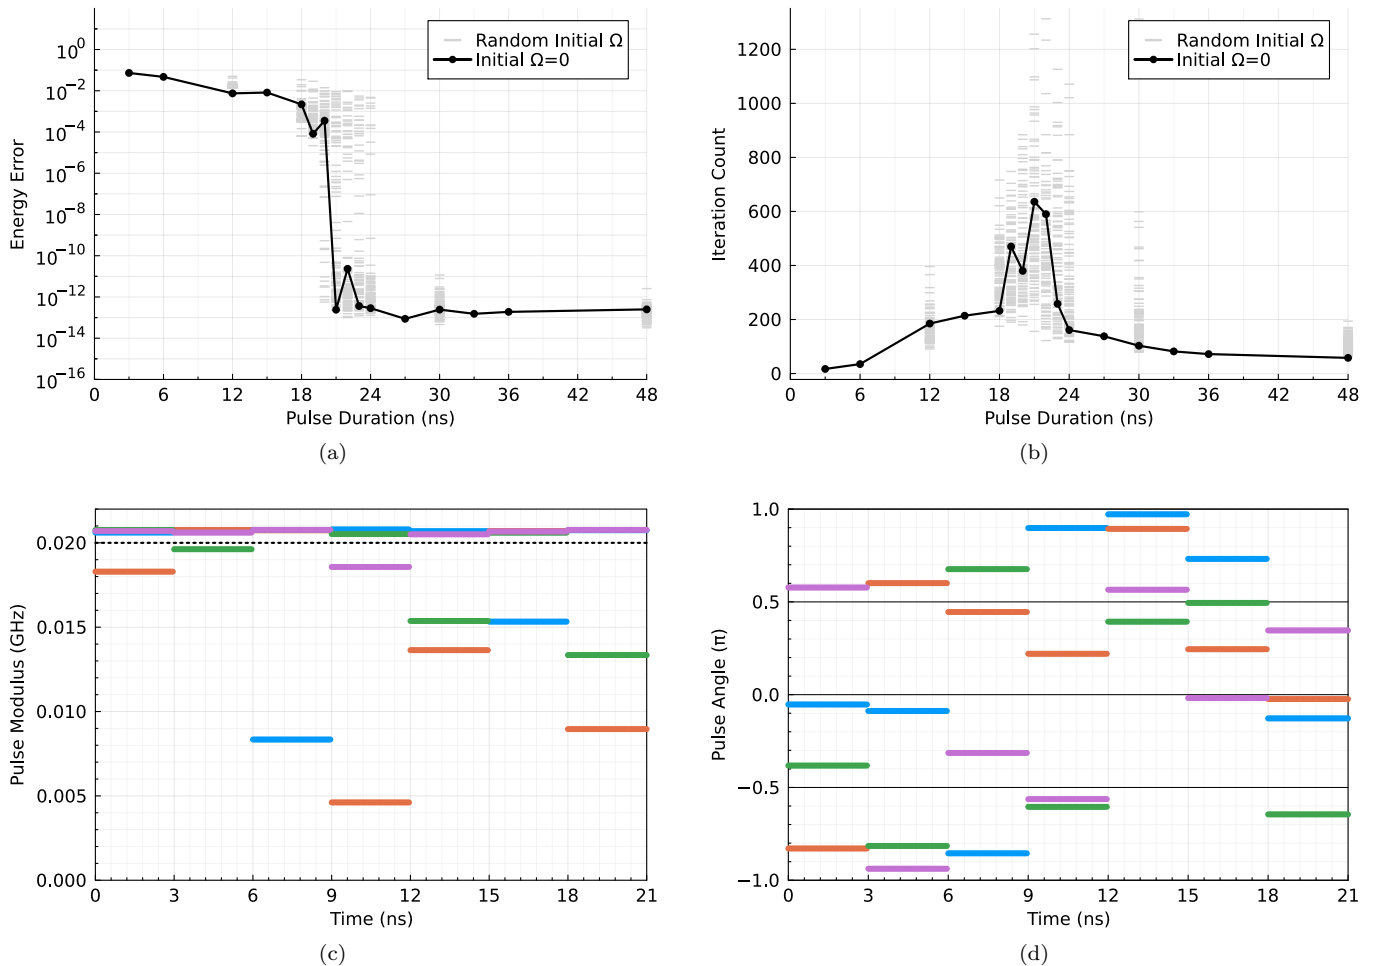 10^0
10^−2
10^−4
10^−6
10^−8
10^−10
10^−12
10^−14
10^−16
Energy Error
Random Initial Ω
Initial Ω=0
0 6 12 18 24 30 36 42 48
Pulse Duration (ns)
(a)
1200
1000
800
600
400
200
0
Iteration Count
Random Initial Ω
Initial Ω=0
0 6 12 18 24 30 36 42 48
Pulse Duration (ns)
(b)
0.020
0.015
0.010
0.005
0.000
Pulse Modulus (GHz)
0 3 6 9 12 15 18 21
Time (ns)
(c)
1.0
0.5
0.0
−0.5
−1.0
Pulse Angle (π)
0 3 6 9 12 15 18 21
Time (ns)
(d)